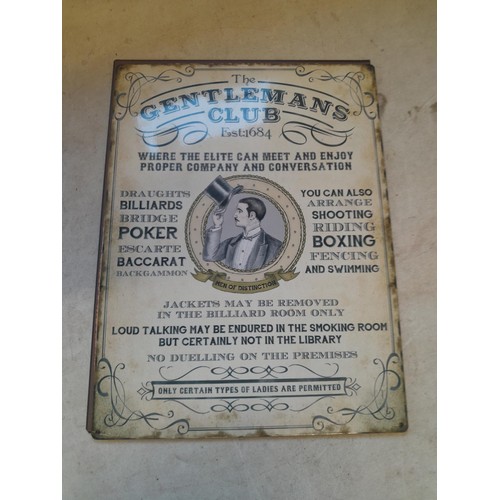 The
GENTLEMANS
CLUB
Est:1684
WHERE THE ELITE CAN MEET AND ENJOY
PROPER COMPANY AND CONVERSATION
DRAUGHTS
BILLIARDS
BRIDGE
POKER
ESCARTE
BACCARAT
BACKGAMMON
YOU CAN ALSO
ARRANGE
SHOOTING
RIDING
BOXING
FENCING
AND SWIMMING
MEN OF DISTINCTION
JACKETS MAY BE REMOVED
IN THE BILLIARD ROOM ONLY
LOUD TALKING MAY BE ENDURED IN THE SMOKING ROOM
BUT CERTAINLY NOT IN THE LIBRARY
NO DUELLING ON THE PREMISES
ONLY CERTAIN TYPES OF LADIES ARE PERMITTED